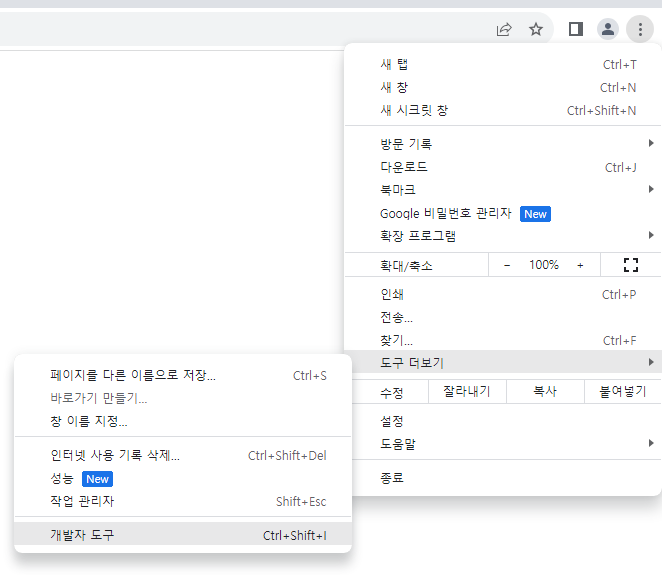 새 탭 Ctrl+T
새 창 Ctrl+N
새 시크릿 창 Ctrl+Shift+N
방문 기록
다운로드 Ctrl+J
북마크
Google 비밀번호 관리자 New
확장 프로그램
확대/축소 - 100% +
인쇄 Ctrl+P
전송...
찾기... Ctrl+F
도구 더보기
수정 잘라내기 복사 붙여넣기
설정
도움말
종료
페이지를 다른 이름으로 저장... Ctrl+S
바로가기 만들기...
창 이름 지정...
인터넷 사용 기록 삭제... Ctrl+Shift+Del
성능 New
작업 관리자 Shift+Esc
개발자 도구 Ctrl+Shift+I